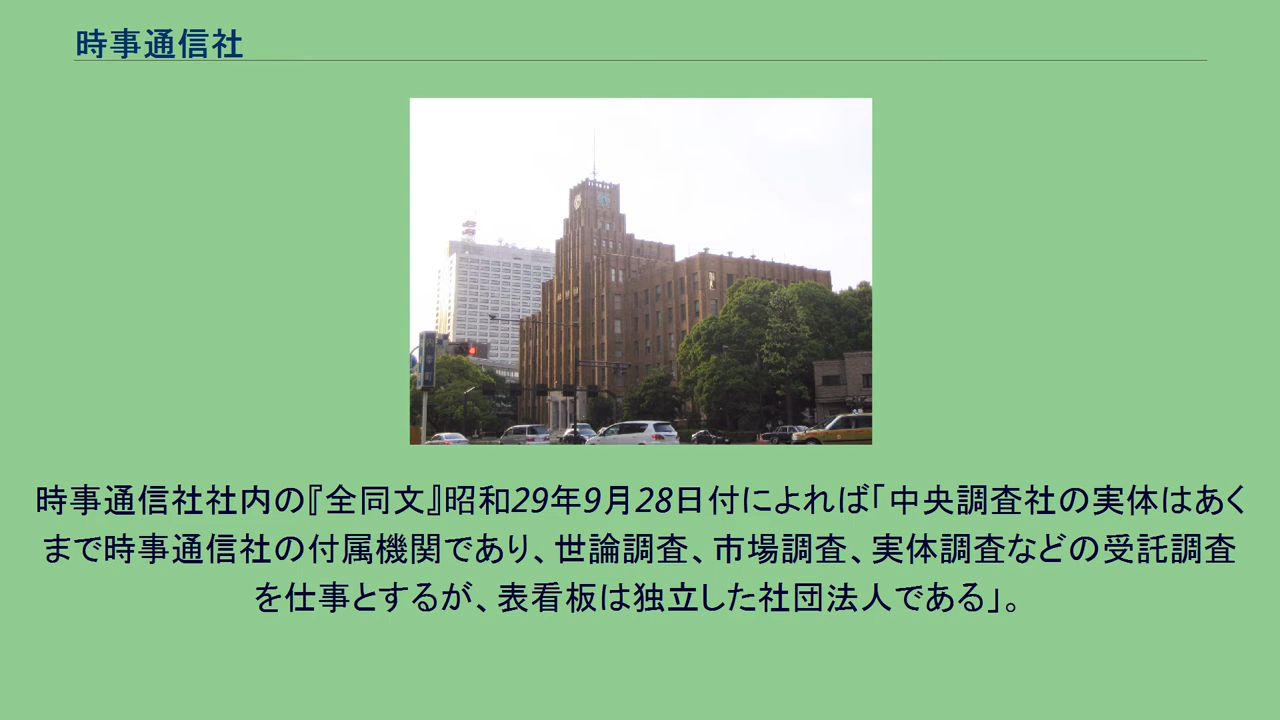 時事通信社
時事通信社社内の『全同文』昭和29年9月28日付によれば「中央調査社の実体はあく
まで時事通信社の付属機関であり、世論調査、市場調査、実体調査などの受託調査
を仕事とするが、表看板は独立した社団法人である」。